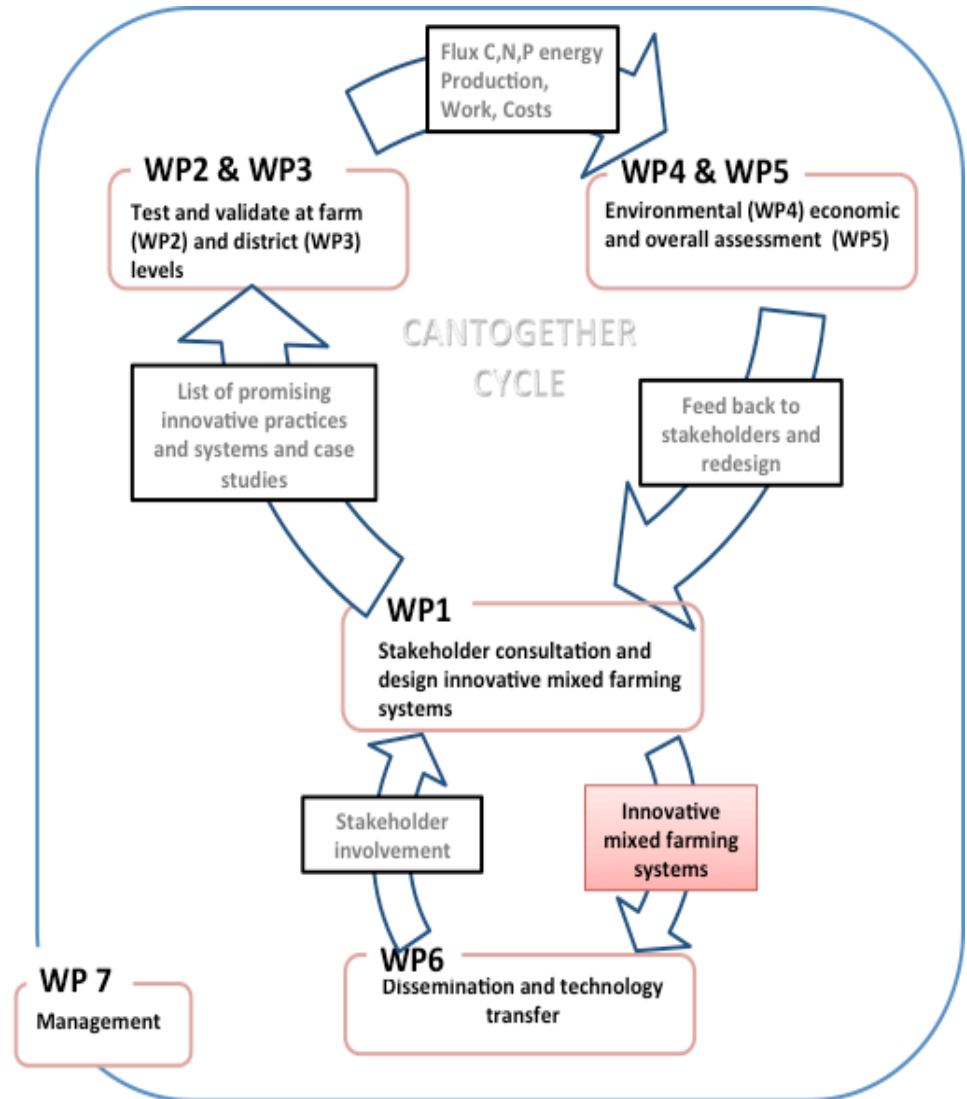 Flux C,N,P energy
Production,
Work, Costs
WP2 & WP3
Test and validate at farm
(WP2) and district (WP3)
levels
WP4 & WP5
Environmental (WP4) economic
and overall assessment (WP5)
CANTOGETHER
CYCLE
List of promising
innovative practices
and systems and case
studies
Feed back to
stakeholders and
redesign
WP1
Stakeholder consultation and
design innovative mixed farming
systems
Stakeholder
involvement
Innovative
mixed farming
systems
WP6
Dissemination and technology
transfer
WP 7
Management